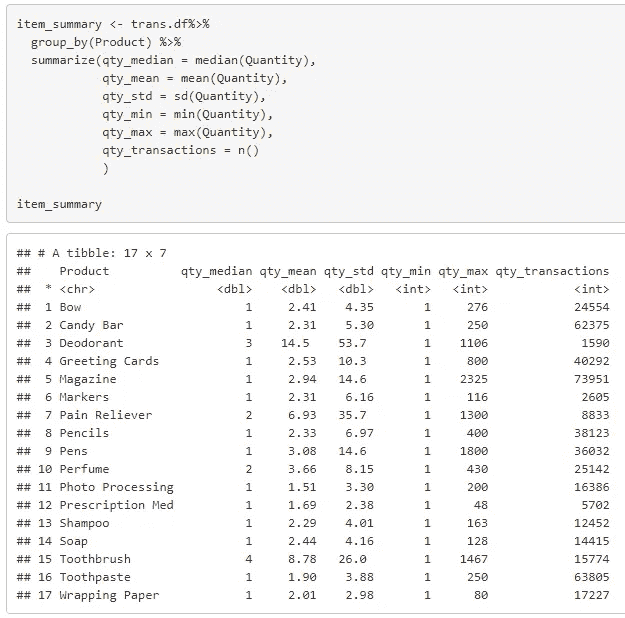 item_summary <- trans.df%>%
  group_by(Product) %>%
  summarize(qty_median = median(Quantity),
            qty_mean = mean(Quantity),
            qty_std = sd(Quantity),
            qty_min = min(Quantity),
            qty_max = max(Quantity),
            qty_transactions = n()
            )

item_summary

## # A tibble: 17 x 7
##    Product          qty_median qty_mean qty_std qty_min qty_max qty_transactions
##  * <chr>                 <dbl>    <dbl>   <dbl>   <int>   <int>            <int>
##  1 Bow                       1     2.41    4.35       1     276            24554
##  2 Candy Bar                 1     2.31    5.30       1     250            62375
##  3 Deodorant                 3    14.5    53.7        1    1106             1590
##  4 Greeting Cards            1     2.53   10.3        1     800            40292
##  5 Magazine                  1     2.94   14.6        1    2325            73951
##  6 Markers                   1     2.31    6.16       1     116             2605
##  7 Pain Reliever             2     6.93   35.7        1    1300             8833
##  8 Pencils                   1     2.33    6.97       1     400            38123
##  9 Pens                      1     3.08   14.6        1    1800            36032
## 10 Perfume                   2     3.66    8.15       1     430            25142
## 11 Photo Processing          1     1.51    3.30       1     200            16386
## 12 Prescription Med          1     1.69    2.38       1      48             5702
## 13 Shampoo                   1     2.29    4.01       1     163            12452
## 14 Soap                      1     2.44    4.16       1     128            14415
## 15 Toothbrush                4     8.78   26.0        1    1467            15774
## 16 Toothpaste                1     1.90    3.88       1     250            63805
## 17 Wrapping Paper            1     2.01    2.98       1      80            17227